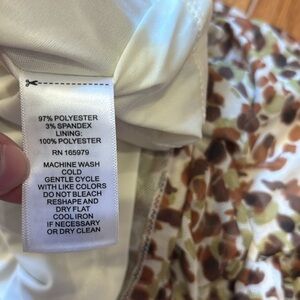 97% POLYESTER
3% SPANDEX
LINING:
100% POLYESTER
RN 165979
MACHINE WASH
COLD
GENTLE CYCLE
WITH LIKE COLORS
DO NOT BLEACH
RESHAPE AND
DRY FLAT
COOL IRON
IF NECESSARY
OR DRY CLEAN